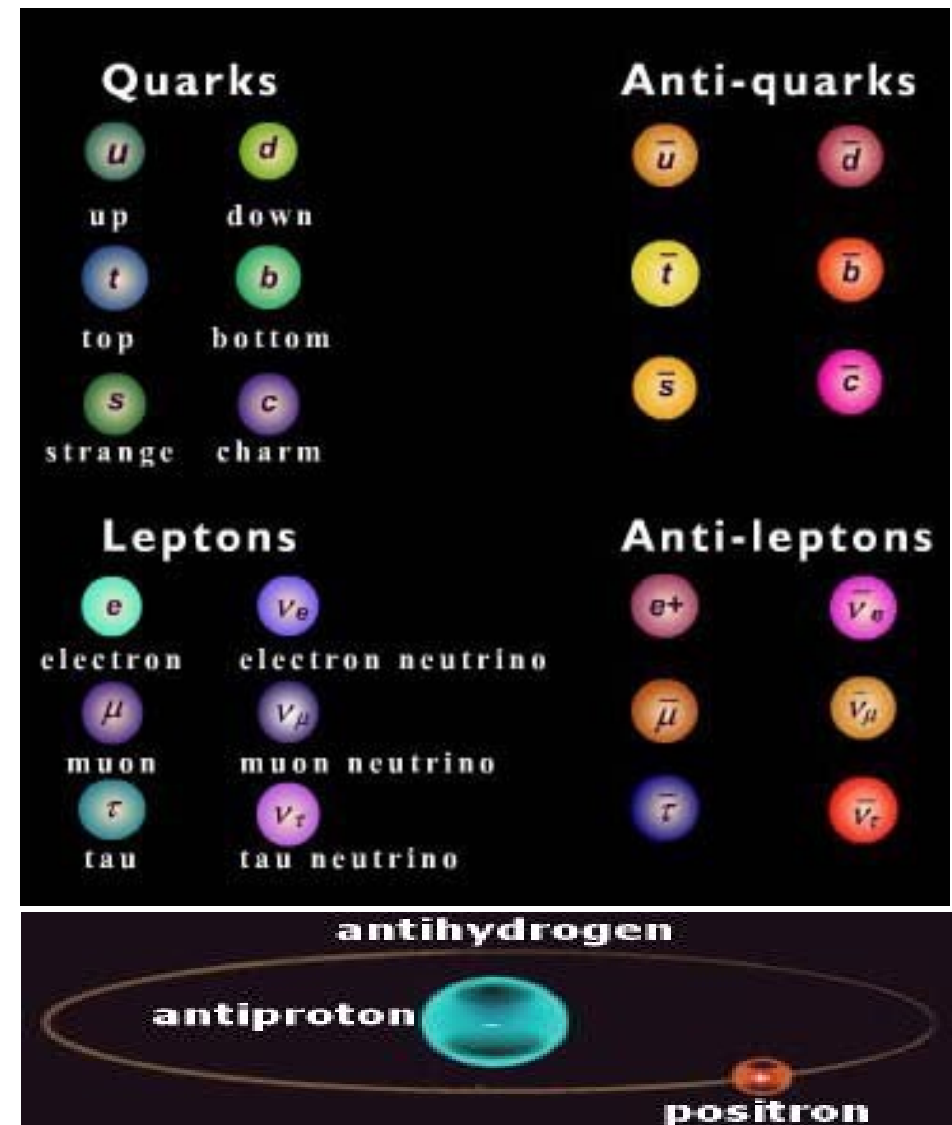 Quarks Anti-quarks
u d u̅ d̅
up down
t b t̅ b̅
top bottom
s c s̅ c̅
strange charm
Leptons Anti-leptons
e νe e+ ν̅e
electron electron neutrino
μ νμ μ̅ ν̅μ
muon muon neutrino
τ ντ τ̅ ν̅τ
tau tau neutrino
antihydrogen
antiproton
positron